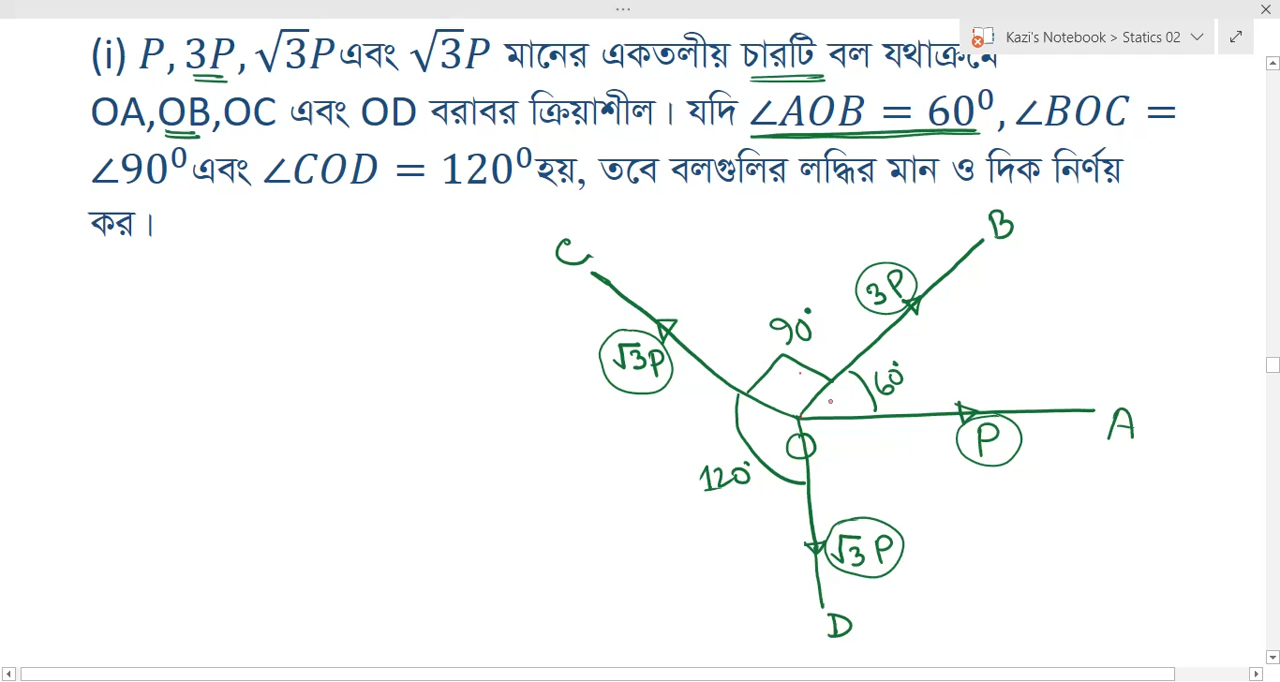 Kazi's Notebook > Statics 02
(i) P, 3P, √3P এবং √3P মানের একতলীয় চারটি বল যথাক্রমে
OA,OB,OC এবং OD বরাবর ক্রিয়াশীল। যদি ∠AOB = 60⁰, ∠BOC =
∠90⁰ এবং ∠COD = 120⁰ হয়, তবে বলগুলির লদ্ধির মান ও দিক নির্ণয়
কর।
B
C
3P
90°
√3P
60°
A
P
O
120°
√3 P
D